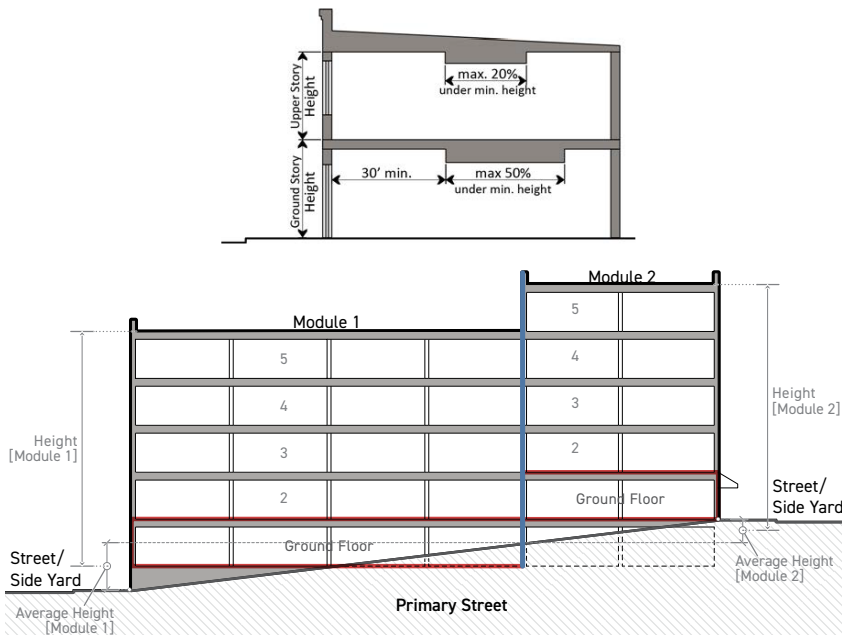 Upper Story
Height
max. 20%
under min. height
Ground Story
Height
30' min.
max 50%
under min. height
Module 1
Module 2
5
5
4
4
3
3
2
2
Ground Floor
Ground Floor
Height
[Module 1]
Height
[Module 2]
Street/
Side Yard
Street/
Side Yard
Average Height
[Module 1]
Average Height
[Module 2]
Primary Street